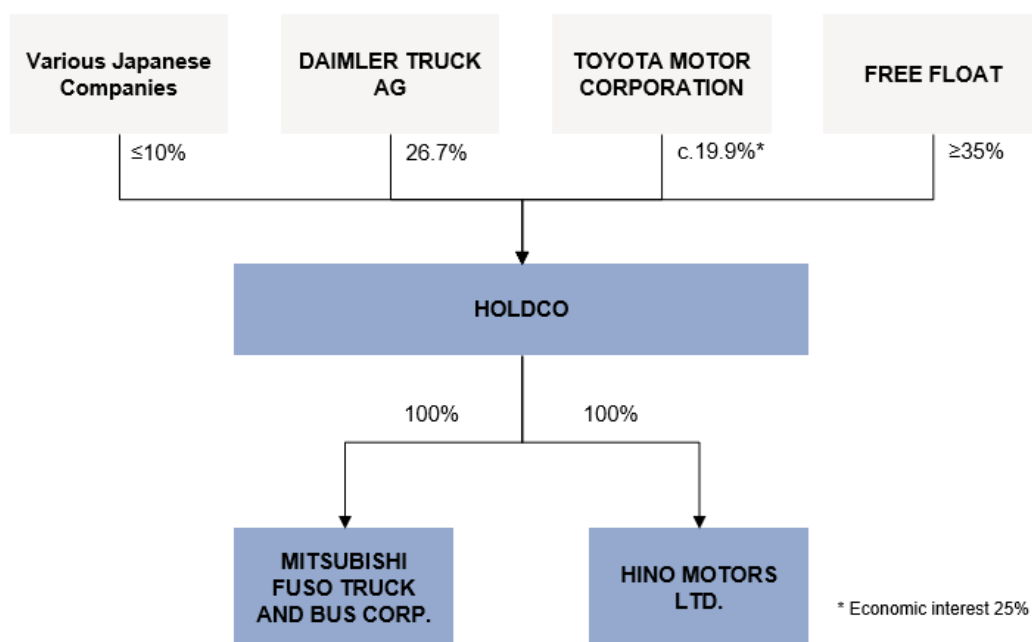 Various Japanese
Companies
DAIMLER TRUCK
AG
TOYOTA MOTOR
CORPORATION
FREE FLOAT
≤10%
26.7%
c.19.9%*
≥35%
HOLDCO
100%
100%
MITSUBISHI
FUSO TRUCK
AND BUS CORP.
HINO MOTORS
LTD.
* Economic interest 25%